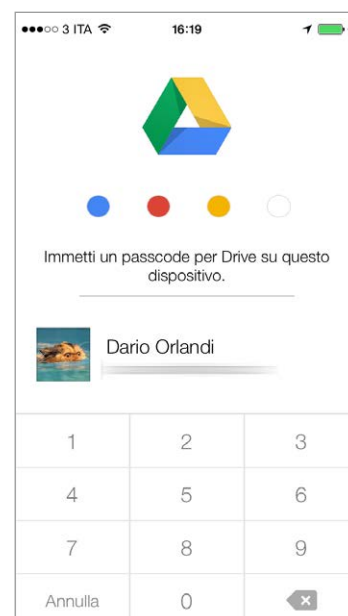 3 ITA 16:19
Immetti un passcode per Drive su questo
dispositivo.
Dario Orlandi
1 2 3
4 5 6
7 8 9
Annulla 0